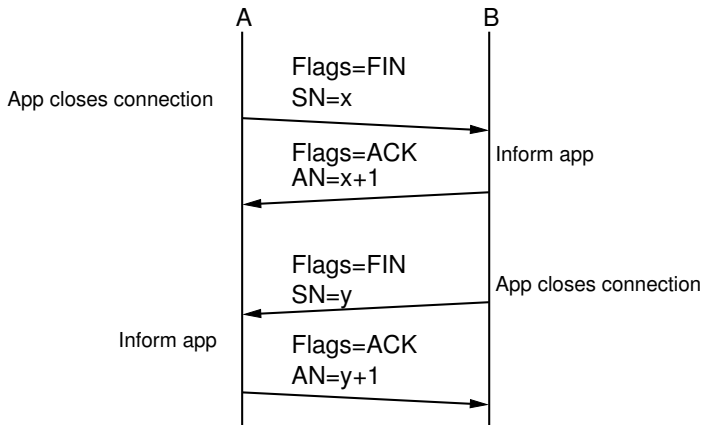 A
B
Flags=FIN
SN=x
App closes connection
Flags=ACK
AN=x+1
Inform app
Flags=FIN
SN=y
App closes connection
Inform app
Flags=ACK
AN=y+1